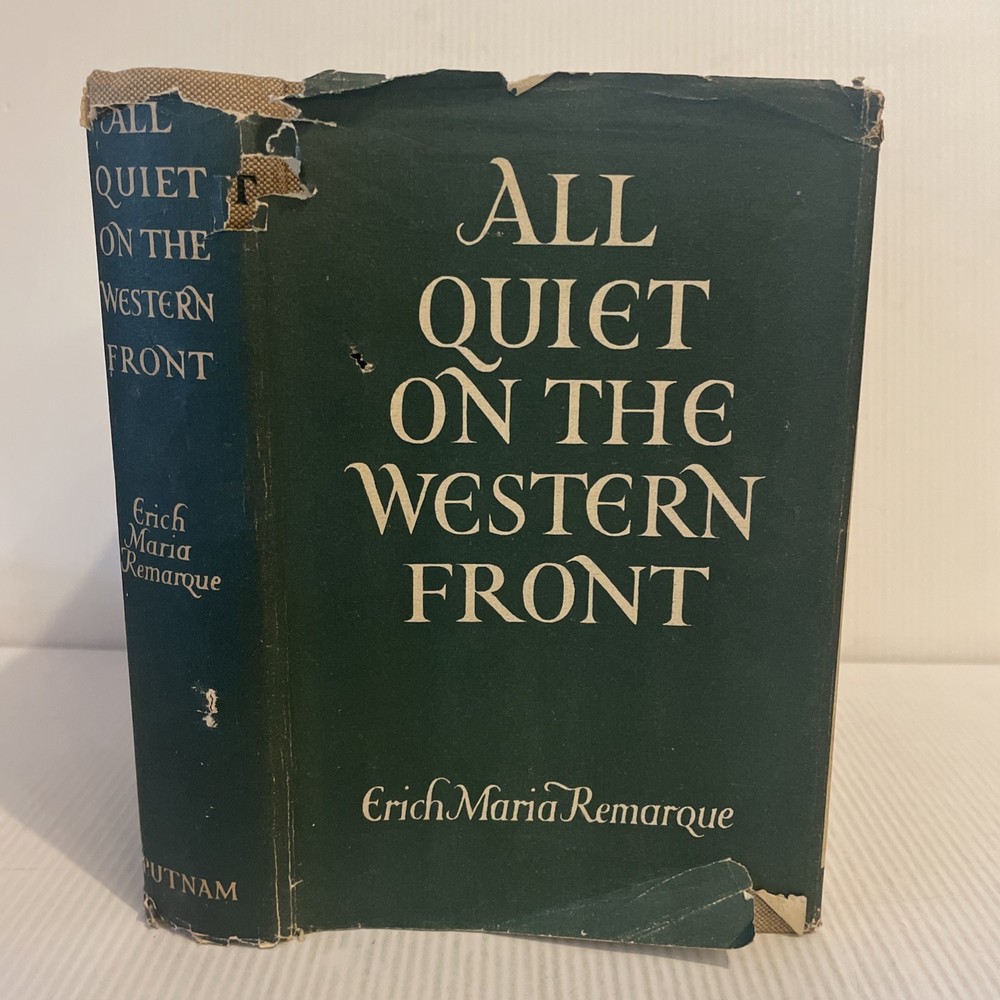 ALL
QUIET
ON THE
WESTERN
FRONT
Erich
Maria
Remarque
PUTNAM
T
ALL
QUIET
ON THE
WESTERN
FRONT
Erich Maria Remarque